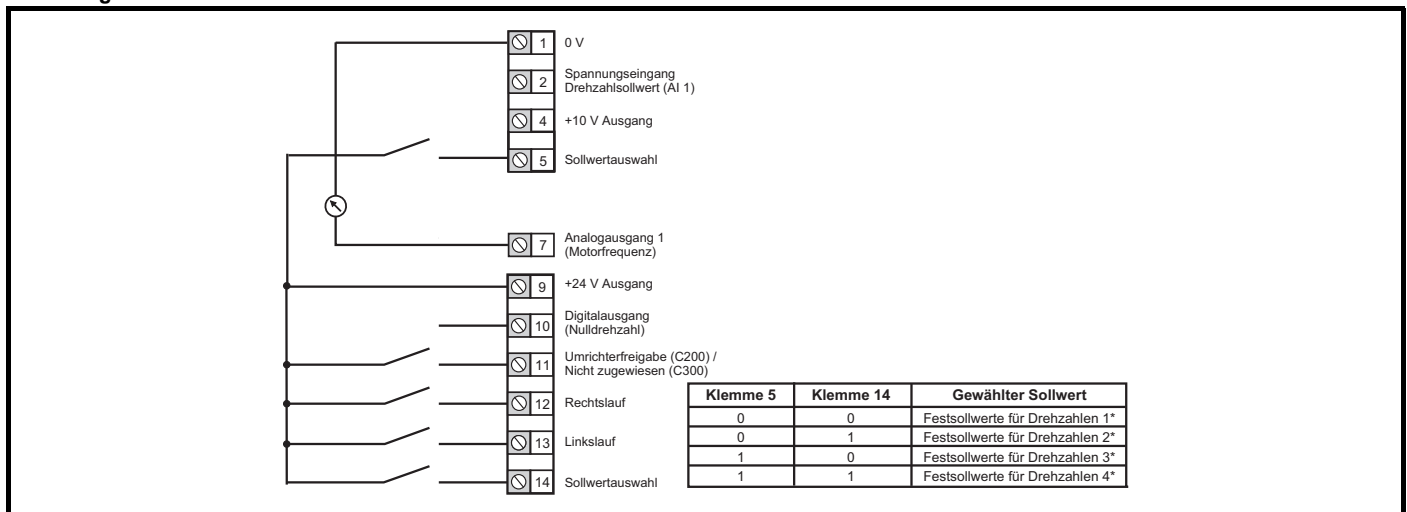 1 0 V
2 Spannungseingang
Drehzahlsollwert (AI 1)
4 +10 V Ausgang
5 Sollwertauswahl
7 Analogausgang 1
(Motorfrequenz)
9 +24 V Ausgang
10 Digitalausgang
(Nulldrehzahl)
11 Umrichterfreigabe (C200) /
Nicht zugewiesen (C300)
12 Rechtslauf
13 Linkslauf
14 Sollwertauswahl
Klemme 5 Klemme 14 Gewählter Sollwert
0 0 Festsollwerte für Drehzahlen 1*
0 1 Festsollwerte für Drehzahlen 2*
1 0 Festsollwerte für Drehzahlen 3*
1 1 Festsollwerte für Drehzahlen 4*